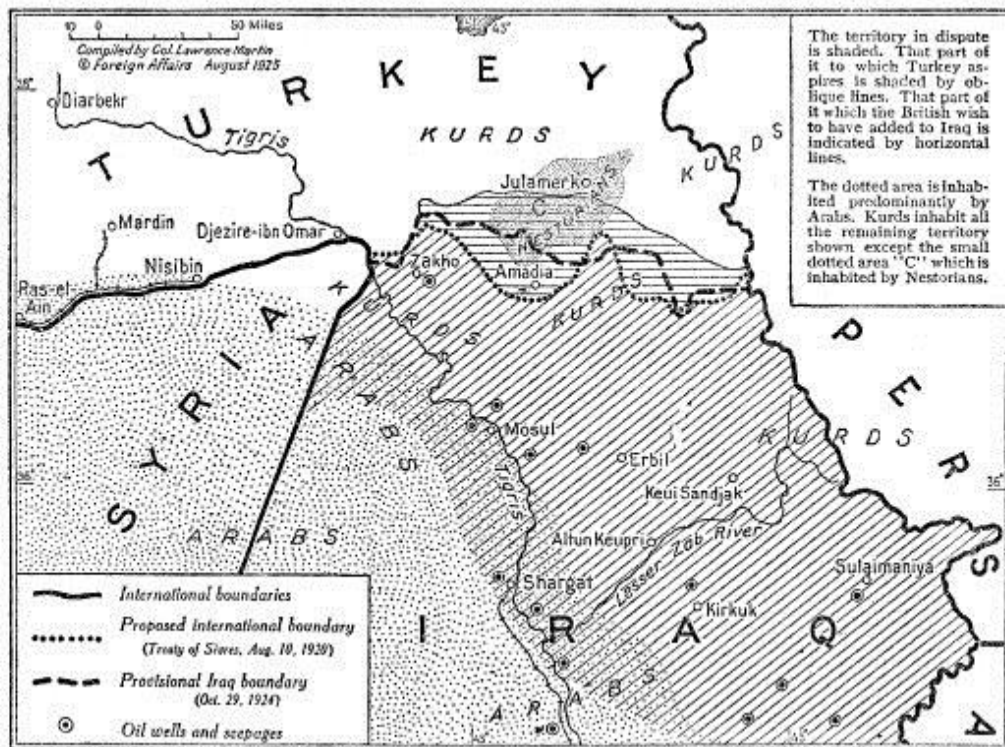 10 0 50 Miles
Compiled by Col. Lawrence Martin
© Foreign Affairs August 1925
The territory in dispute
is shaded. That part of
it to which Turkey as-
pires is shaded by ob-
lique lines. That part of
it which the British wish
to have added to Iraq is
indicated by horizontal
lines.
The dotted area is inhab-
ited predominantly by
Arabs. Kurds inhabit all
the remaining territory
shown except the small
dotted area "C" which is
inhabited by Nestorians.
TURKEY
Diarbekr
Tigris
KURDS
KURDS
Julamerk
C
NESTORIANS
Mardin
Djezire-ibn Omar
Nisibin
Ras-el-
Ain
Zakho
Amadia
KURDS
KURDS
SYRIA
ARABS
PERSIA
Mosul
Tigris
Erbil
KURDS
Keui Sandjak
36°
36°
ARABS
Altun Keupri
Lesser Zab River
Sulaimaniya
Shargat
Kirkuk
IRAQ
ARABS
45°
International boundaries
Proposed international boundary
(Treaty of Sèvres, Aug. 10, 1920)
Provisional Iraq boundary
(Oct. 29, 1924)
Oil wells and seepages